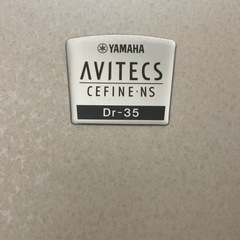 YAMAHA
AVITECS
CEFINE·NS
Dr-35